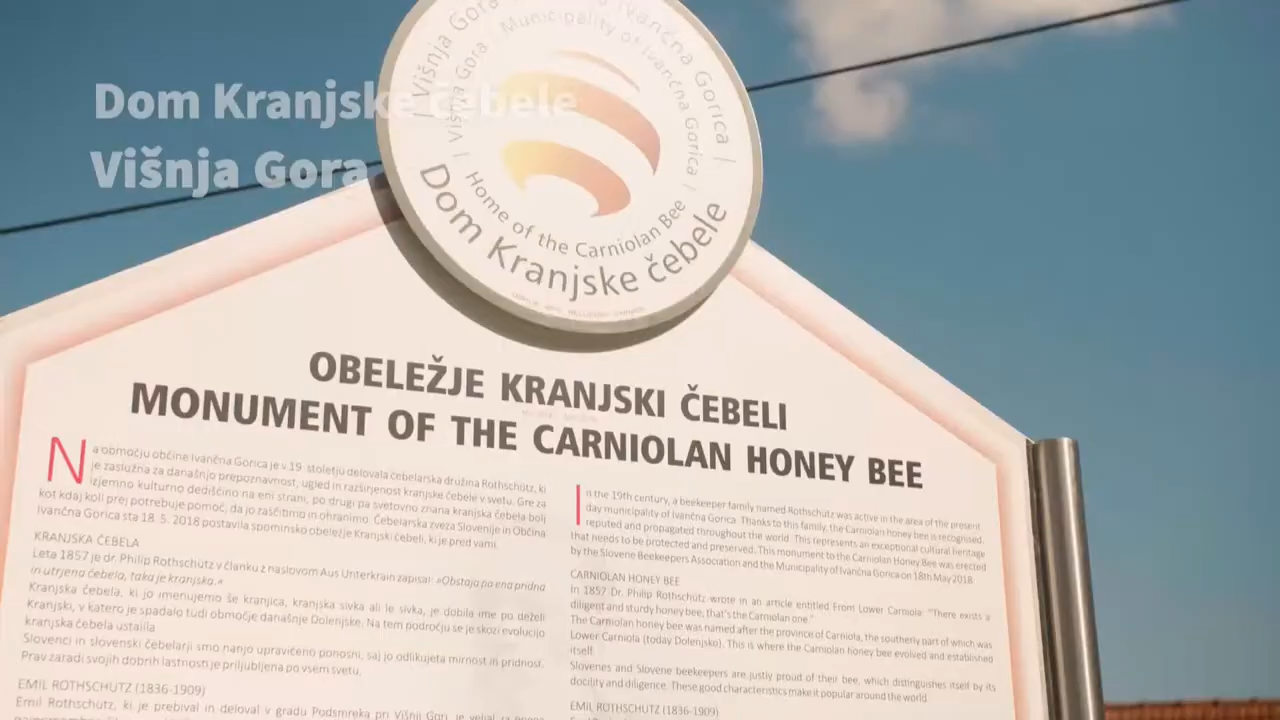 Dom Kranjske čebele
Višnja Gora
| Višnja Gora
Ivančna Gorica |
| Višnja Gora
Municipality of Ivančna Gorica |
Home of the Carniolan Bee
Dom Kranjske čebele
OBELEŽJE KRANJSKI ČEBELI
MONUMENT OF THE CARNIOLAN HONEY BEE
Na območju občine Ivančna Gorica je v 19. stoletju delovala čebelarska družina Rothschütz, ki
je zaslužna za današnjo prepoznavnost, ugled in razširjenost kranjske čebele v svetu. Gre za
izjemno kulturno dediščino na eni strani, po drugi pa svetovno znana kranjska čebela bolj
kot kdaj koli prej potrebuje pomoč, da jo zaščitimo in ohranimo. Čebelarska zveza Slovenije in Občina
Ivančna Gorica sta 18. 5. 2018 postavila spominsko obeležje Kranjski čebeli, ki je pred vami.
KRANJSKA ČEBELA
Leta 1857 je dr. Philip Rothschütz v članku z naslovom Aus Unterkrain zapisal: »Obstaja pa ena pridna
in utrjena čebela, taka je kranjska.«
Kranjska čebela, ki jo imenujemo še kranjica, kranjska sivka ali le sivka, je dobila ime po deželi
Kranjski, v katero je spadalo tudi območje današnje Dolenjske. Na tem področju se je skozi evolucijo
kranjska čebela ustalila.
Slovenci in slovenski čebelarji smo nanjo upravičeno ponosni, saj jo odlikujeta mirnost in pridnost.
Prav zaradi svojih dobrih lastnosti je priljubljena po vsem svetu.
EMIL ROTHSCHÜTZ (1836-1909)
Emil Rothschütz, ki je prebival in deloval v gradu Podsmreka pri Višnji Gori, je veljal za
In the 19th century, a beekeeper family named Rothschütz was active in the area of the present
day municipality of Ivančna Gorica. Thanks to this family, the Carniolan honey bee is recognised,
reputed and propagated throughout the world. This represents an exceptional cultural heritage
that needs to be protected and preserved. This monument to the Carniolan Honey Bee was erected
by the Slovene Beekeepers Association and the Municipality of Ivančna Gorica on 18th May 2018.
CARNIOLAN HONEY BEE
In 1857 Dr. Philip Rothschütz wrote in an article entitled From Lower Carniola: "There exists a
diligent and sturdy honey bee, that's the Carniolan one."
The Carniolan honey bee was named after the province of Carniola, the southerly part of which was
Lower Carniola (today Dolenjsko). This is where the Carniolan honey bee evolved and established
itself.
Slovenes and Slovene beekeepers are justly proud of their bee, which distinguishes itself by its
docility and diligence. These good characteristics make it popular around the world.
EMIL ROTHSCHÜTZ (1836-1909)